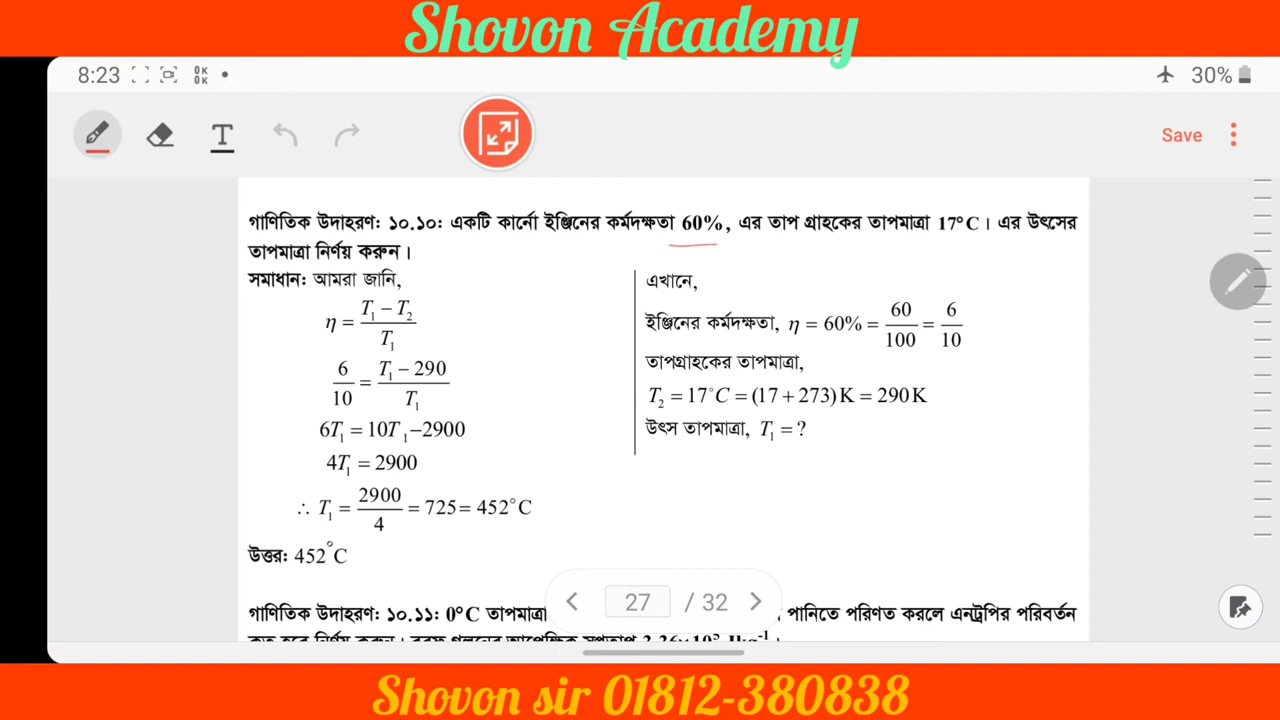 Shovon Academy
8:23
30%
T
Save
গাণিতিক উদাহরণ: ১০.১০: একটি কার্নো ইঞ্জিনের কর্মদক্ষতা 60%, এর তাপ গ্রাহকের তাপমাত্রা 17°C। এর উৎসের
তাপমাত্রা নির্ণয় করুন।
সমাধান: আমরা জানি,
η = (T₁ − T₂)/T₁
6/10 = (T₁ − 290)/T₁
6T₁ = 10T₁ − 2900
4T₁ = 2900
∴ T₁ = 2900/4 = 725 = 452°C
উত্তর: 452°C
এখানে,
ইঞ্জিনের কর্মদক্ষতা, η = 60% = 60/100 = 6/10
তাপগ্রাহকের তাপমাত্রা,
T₂ = 17°C = (17 + 273) K = 290 K
উৎস তাপমাত্রা, T₁ = ?
27 / 32
গাণিতিক উদাহরণ: ১০.১১: 0°C তাপমাত্রা পানিতে পরিণত করলে এনট্রপির পরিবর্তন
Shovon sir 01812-380838